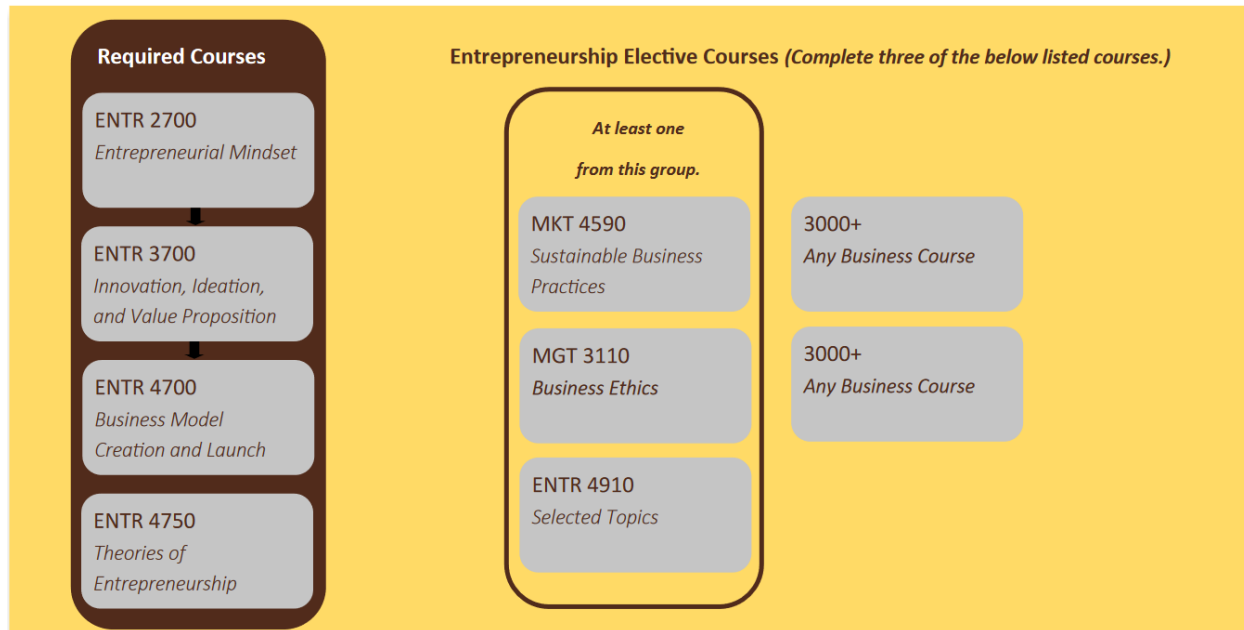 Required Courses
ENTR 2700
Entrepreneurial Mindset
ENTR 3700
Innovation, Ideation,
and Value Proposition
ENTR 4700
Business Model
Creation and Launch
ENTR 4750
Theories of
Entrepreneurship
Entrepreneurship Elective Courses (Complete three of the below listed courses.)
At least one
from this group.
MKT 4590
Sustainable Business
Practices
MGT 3110
Business Ethics
ENTR 4910
Selected Topics
3000+
Any Business Course
3000+
Any Business Course